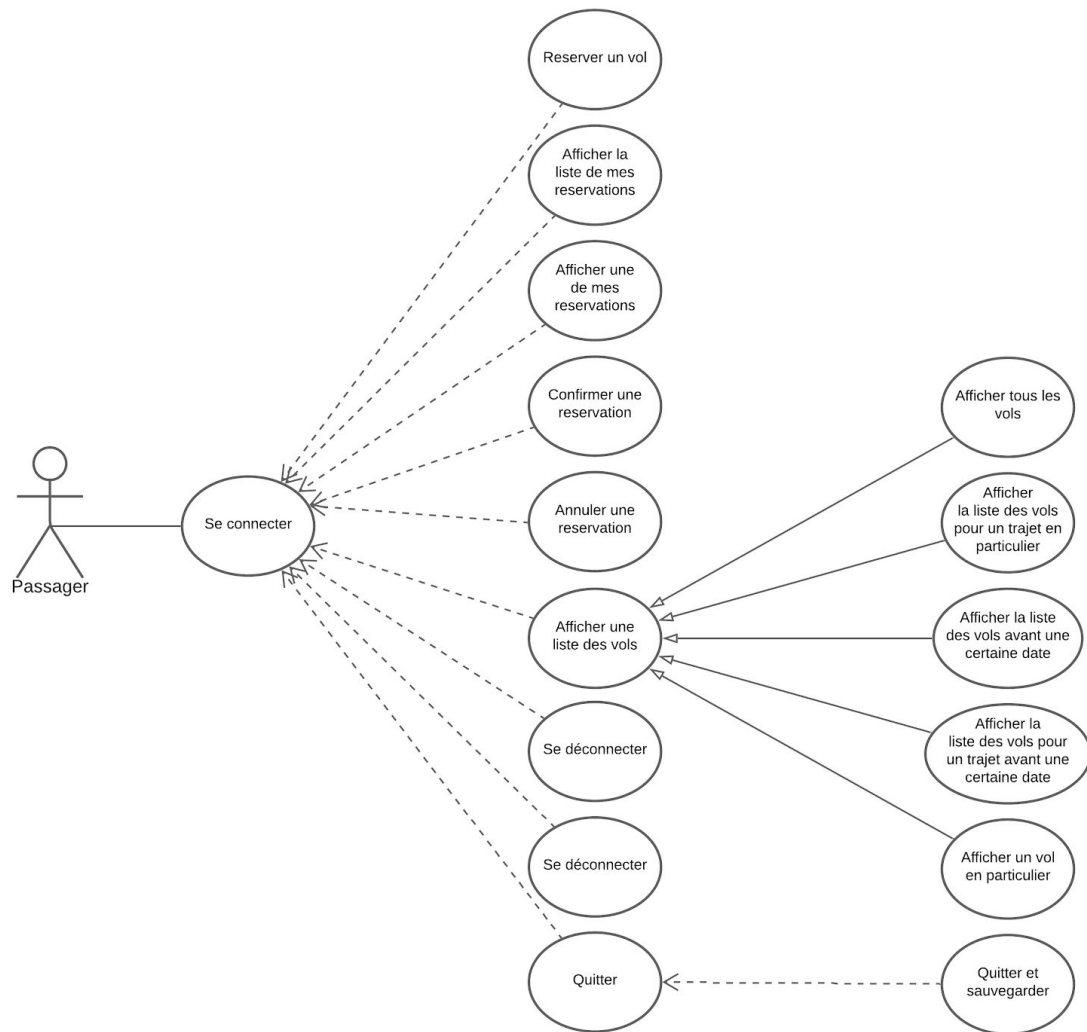 Reserver un vol
Afficher la
liste de mes
reservations
Afficher une
de mes
reservations
Confirmer une
reservation
Afficher tous les
vols
Se connecter
Passager
Annuler une
reservation
Afficher
la liste des vols
pour un trajet en
particulier
Afficher une
liste des vols
Afficher la liste
des vols avant une
certaine date
Se déconnecter
Afficher la
liste des vols pour
un trajet avant une
certaine date
Se déconnecter
Afficher un vol
en particulier
Quitter
Quitter et
sauvegarder